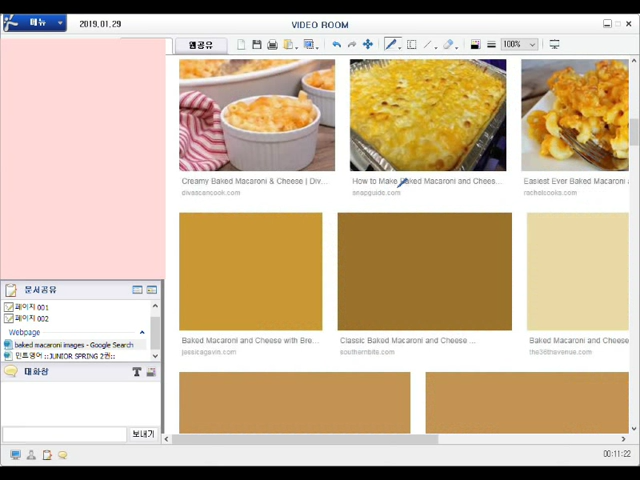 메뉴
2019,01,29
VIDEO ROOM
웹공유
100%
Creamy Baked Macaroni & Cheese | Div...
divascancook.com
How to Make Baked Macaroni and Chees...
snapguide.com
Easiest Ever Baked Macaroni
rachelcooks.com
Baked Macaroni and Cheese with Bre...
jessicagavin.com
Classic Baked Macaroni and Cheese ...
southernbite.com
Baked Macaroni and Cheese
the36thavenue.com
문서공유
페이지 001
페이지 002
Webpage
baked macaroni images - Google Search
민트영어 ::JUNIOR SPRING 2권::
대화창
보내기
00:11:22